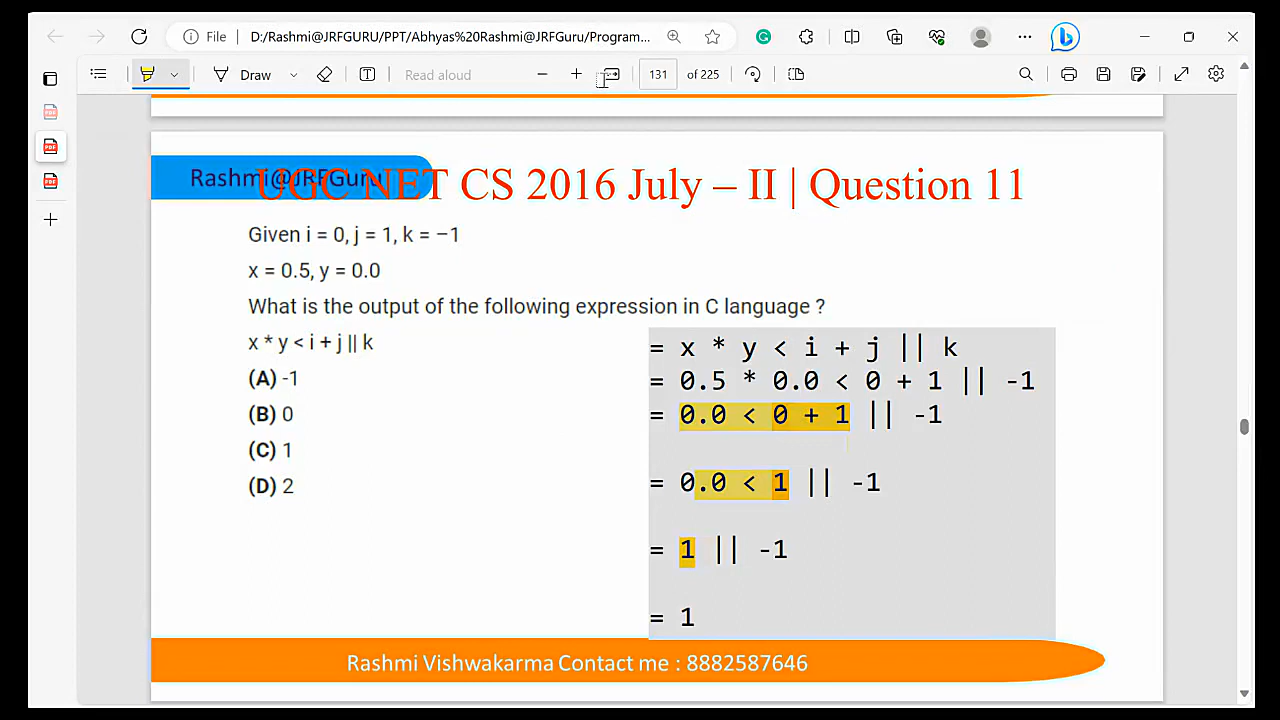 File D:/Rashmi@JRFGURU/PPT/Abhyas%20Rashmi@JRFGuru/Program...
Draw Read aloud 131 of 225
Rashmi@JRFGuru
UGC NET CS 2016 July – II | Question 11
Given i = 0, j = 1, k = −1
x = 0.5, y = 0.0
What is the output of the following expression in C language ?
x * y < i + j || k
(A) -1
(B) 0
(C) 1
(D) 2
= x * y < i + j || k
= 0.5 * 0.0 < 0 + 1 || -1
= 0.0 < 0 + 1 || -1
= 0.0 < 1 || -1
= 1 || -1
= 1
Rashmi Vishwakarma Contact me : 8882587646